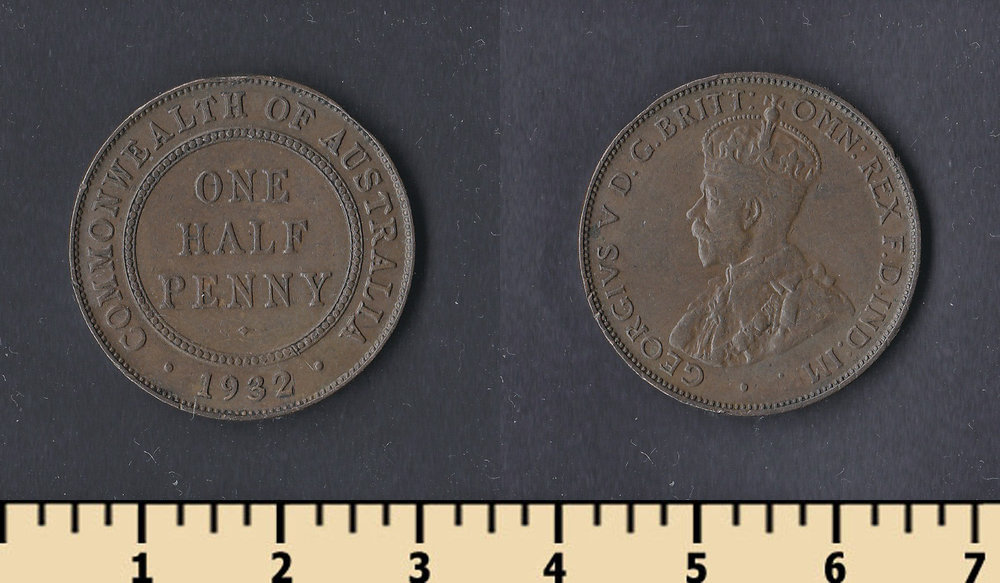 COMMONWEALTH OF AUSTRALIA
ONE
HALF
PENNY
1932
GEORGIVS V D.G.BRITT: OMN: REX F.D.IND:IM
1 2 3 4 5 6 7